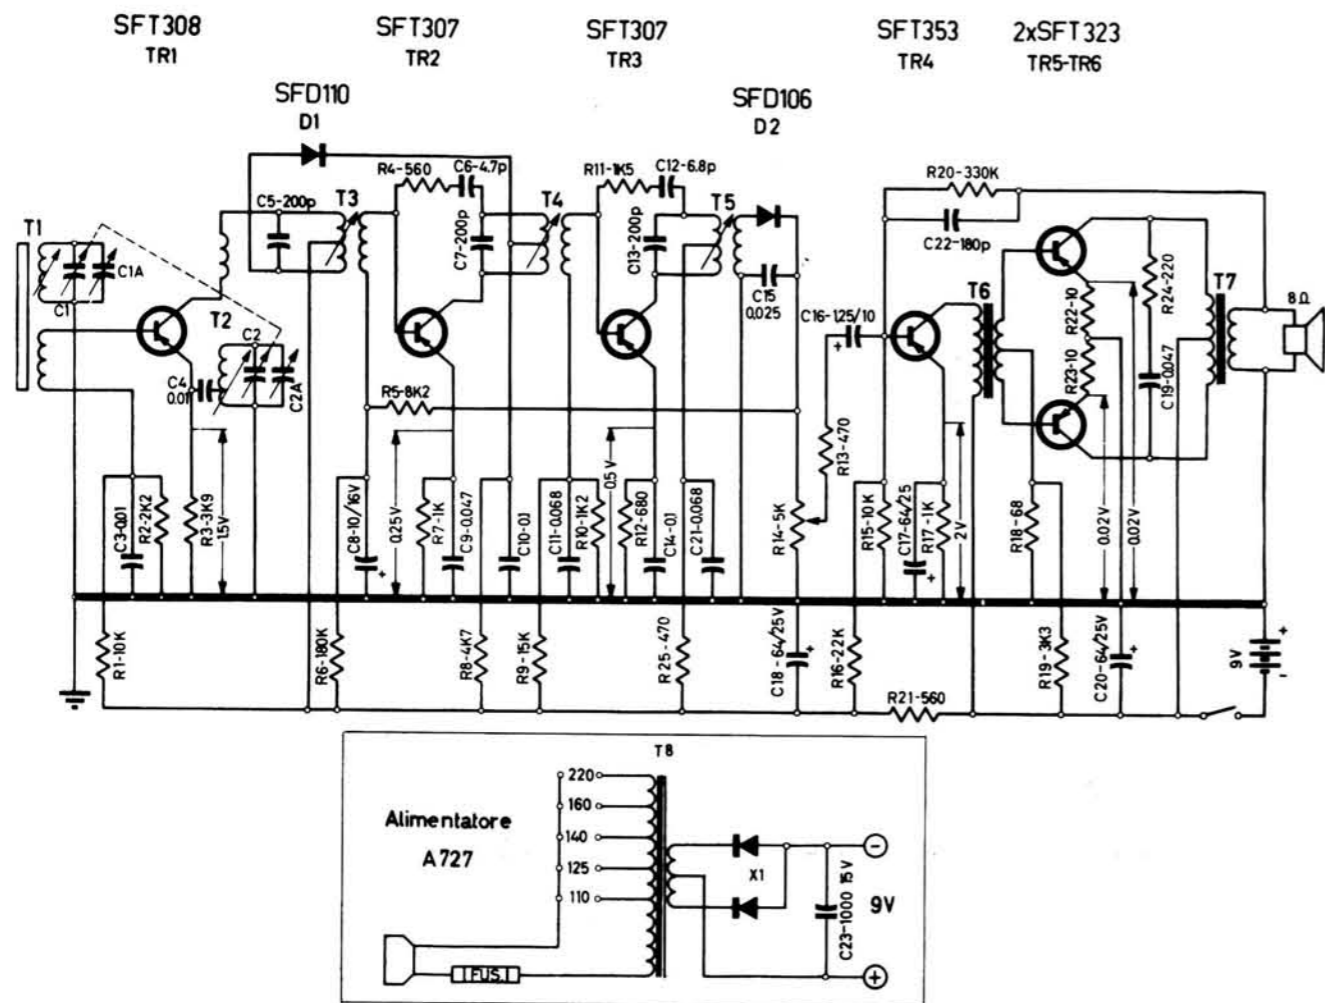 SFT308
TR1
SFT307
TR2
SFT307
TR3
SFT353
TR4
2xSFT323
TR5-TR6
SFD110
D1
SFD106
D2
R4-560
C6-4.7p
R11-1K5
C12-6.8p
R20-330K
C22-180p
T1
C1A
C1
C5-200p
T3
C7-200p
T4
C13-200p
T5
C15
0,025
C16-1,25/10
T6
R22-10
R23-10
R24-220
C19-0,047
T7
8Ω
T2
C2
C2A
C4
0.01
R5-8K2
R13-470
C3-0,01
R2-2K2
R3-3K9
1,5V
C8-10/16V
+
0,25V
R7-1K
C9-0,047
C10-0,1
C11-0,068
R10-1K2
0,5V
R12-680
C14-0,1
C21-0,068
R14-5K
+
R15-10K
C17-64/25
+
R17-1K
2V
R18-68
0,02V
0,02V
R1-10K
R6-180K
R8-4K7
R9-15K
R25-470
C18-64/25V
+
R16-22K
R21-560
R19-3K3
C20-64/25V
+
9V
+
-
Alimentatore
A727
T8
220
160
140
125
110
FUS.
X1
C23-1000 15V
-
9V
+